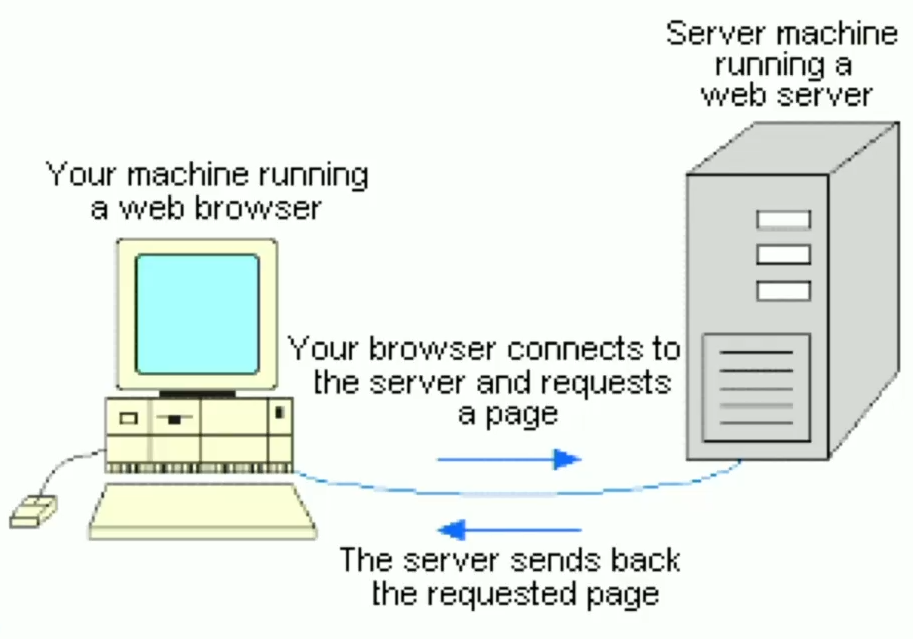 Server machine
running a
web server
Your machine running
a web browser
Your browser connects to
the server and requests
a page
The server sends back
the requested page